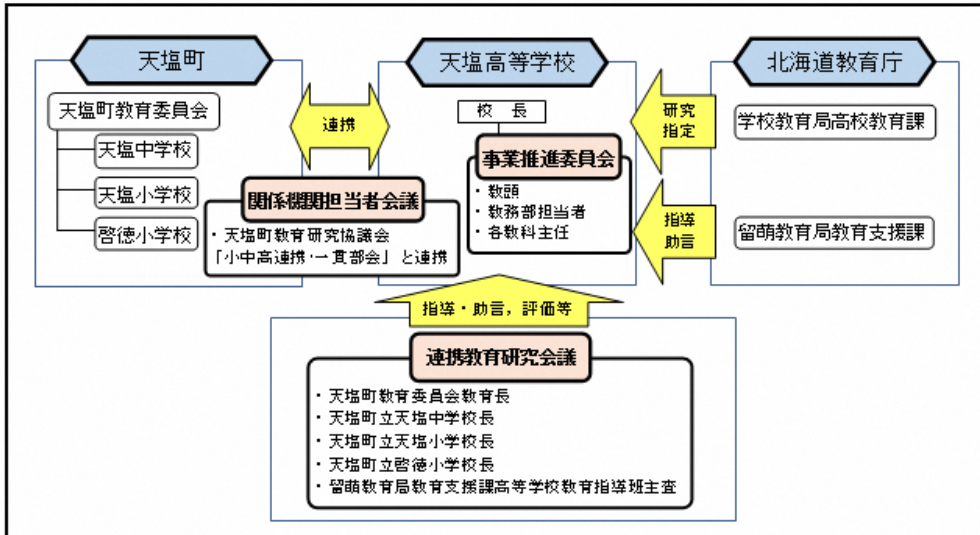 天塩町
天塩町教育委員会
天塩中学校
天塩小学校
啓徳小学校
連携
関係機関担当者会議
・天塩町教育研究協議会
「小中高連携・一貫部会」と連携
天塩高等学校
校　長
事業推進委員会
・教頭
・教務部担当者
・各教科主任
研究
指定
指導
助言
北海道教育庁
学校教育局高校教育課
留萌教育局教育支援課
指導・助言，評価等
連携教育研究会議
・天塩町教育委員会教育長
・天塩町立天塩中学校長
・天塩町立天塩小学校長
・天塩町立啓徳小学校長
・留萌教育局教育支援課高等学校教育指導班主査